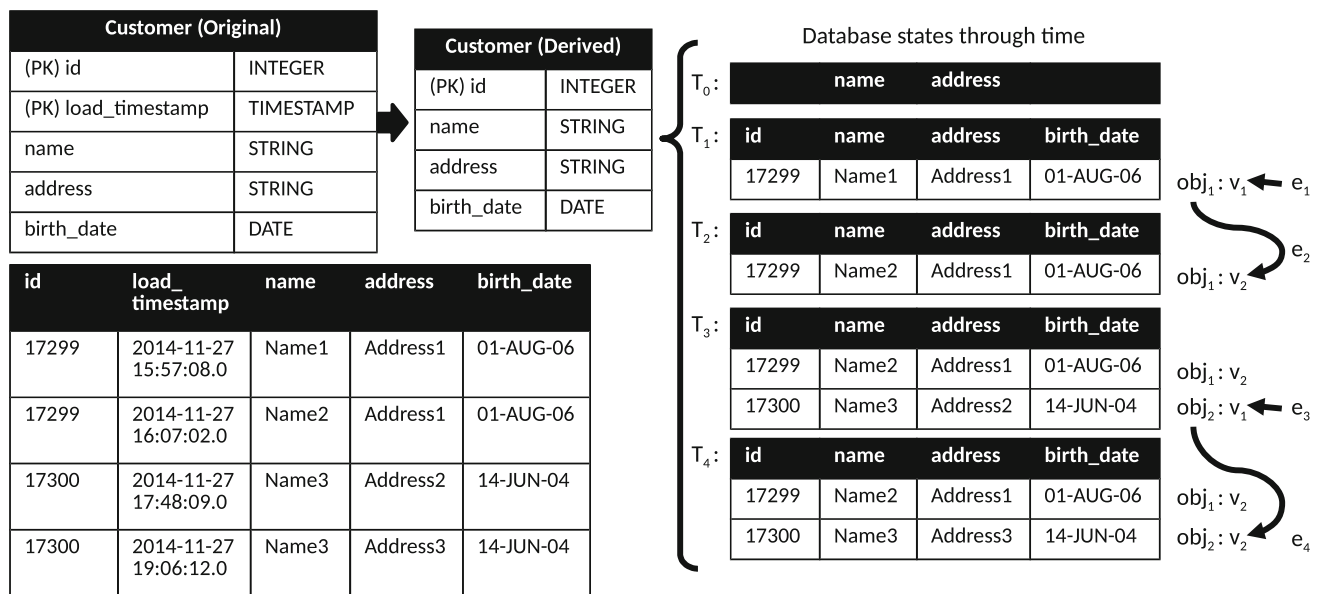 Customer (Original)
(PK) id INTEGER
(PK) load_timestamp TIMESTAMP
name STRING
address STRING
birth_date DATE
Customer (Derived)
(PK) id INTEGER
name STRING
address STRING
birth_date DATE
id load_ name address birth_date
timestamp
17299 2014-11-27 Name1 Address1 01-AUG-06
15:57:08.0
17299 2014-11-27 Name2 Address1 01-AUG-06
16:07:02.0
17300 2014-11-27 Name3 Address2 14-JUN-04
17:48:09.0
17300 2014-11-27 Name3 Address3 14-JUN-04
19:06:12.0
Database states through time
T0: name address
T1: id name address birth_date
17299 Name1 Address1 01-AUG-06 obj1: v1 e1
T2: id name address birth_date
e2
17299 Name2 Address1 01-AUG-06 obj1: v2
T3: id name address birth_date
17299 Name2 Address1 01-AUG-06 obj1: v2
17300 Name3 Address2 14-JUN-04 obj2: v1 e3
T4: id name address birth_date
17299 Name2 Address1 01-AUG-06 obj1: v2
17300 Name3 Address3 14-JUN-04 obj2: v2 e4